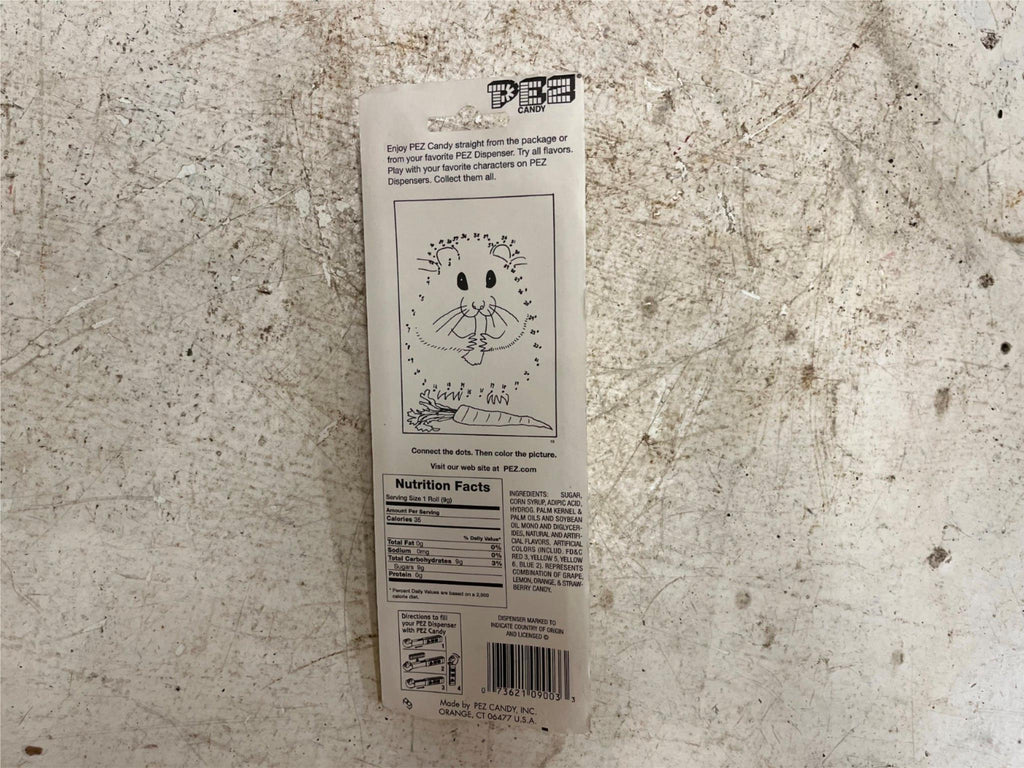 PEZ
CANDY
Enjoy PEZ Candy straight from the package or
from your favorite PEZ Dispenser. Try all flavors.
Play with your favorite characters on PEZ
Dispensers. Collect them all.
Connect the dots. Then color the picture.
Visit our web site at PEZ.com
Nutrition Facts
Serving Size 1 Roll (9g)
Amount Per Serving
Calories 35
% Daily Value*
Total Fat 0g 0%
Sodium 0mg 0%
Total Carbohydrates 9g 3%
Sugars 9g
Protein 0g
* Percent Daily Values are based on a 2,000
calorie diet.
INGREDIENTS: SUGAR,
CORN SYRUP, ADIPIC ACID,
HYDROG. PALM KERNEL &
PALM OILS AND SOYBEAN
OIL MONO AND DIGLYCER-
IDES, NATURAL AND ARTIFI-
CIAL FLAVORS, ARTIFICIAL
COLORS (INCLUD. FD&C
RED 3, YELLOW 5, YELLOW
6, BLUE 2). REPRESENTS
COMBINATION OF GRAPE,
LEMON, ORANGE, & STRAW-
BERRY CANDY.
Directions to fill
your PEZ Dispenser
with PEZ Candy
1
2
3
4
DISPENSER MARKED TO
INDICATE COUNTRY OF ORIGIN
AND LICENSED ©
0 73621 09003 3
Made by PEZ CANDY, INC.
ORANGE, CT 06477 U.S.A.